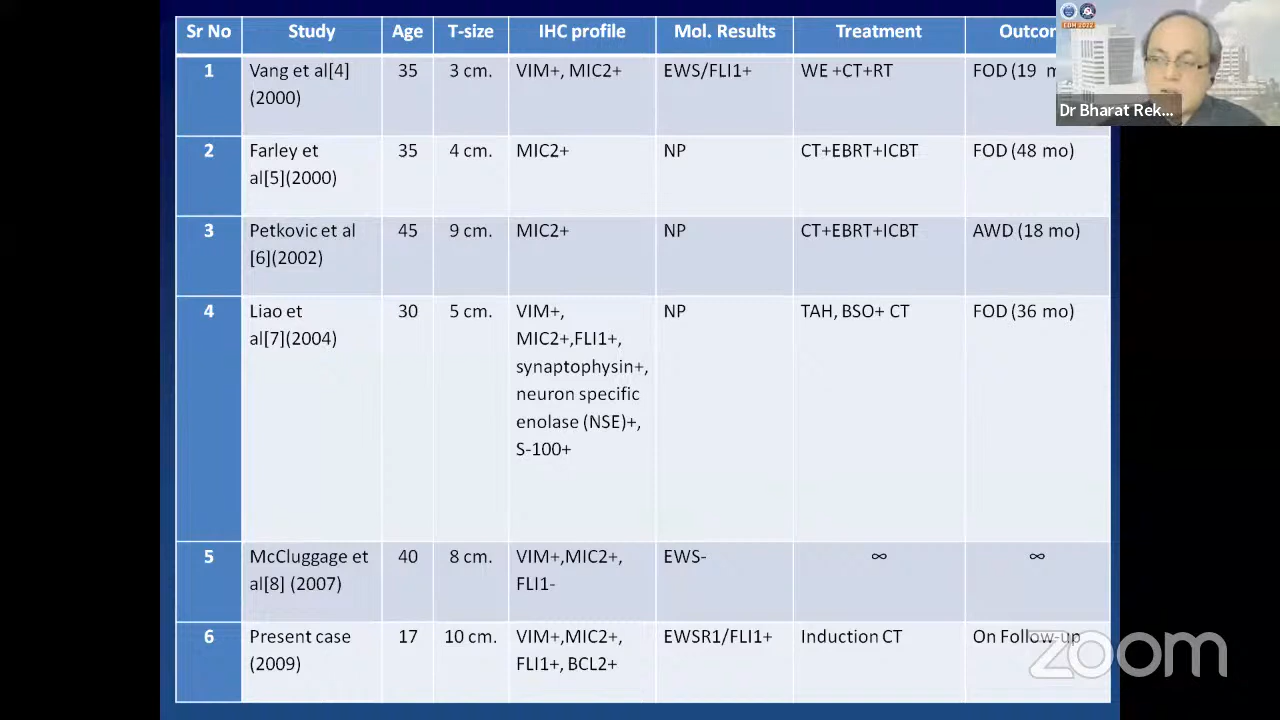 Sr No Study Age T-size IHC profile Mol. Results Treatment
1 Vang et al[4] 35 3 cm. VIM+, MIC2+ EWS/FLI1+ WE +CT+RT FOD (19
(2000)
2 Farley et 35 4 cm. MIC2+ NP CT+EBRT+ICBT FOD (48 mo)
al[5](2000)
3 Petkovic et al 45 9 cm. MIC2+ NP CT+EBRT+ICBT AWD (18 mo)
[6](2002)
4 Liao et 30 5 cm. VIM+, NP TAH, BSO+ CT FOD (36 mo)
al[7](2004) MIC2+,FLI1+,
synaptophysin+,
neuron specific
enolase (NSE)+,
S-100+
5 McCluggage et 40 8 cm. VIM+,MIC2+, EWS- ∞ ∞
al[8] (2007) FLI1-
6 Present case 17 10 cm. VIM+,MIC2+, EWSR1/FLI1+ Induction CT On Follow-up
(2009) FLI1+, BCL2+
Dr Bharat Rek...
zoom